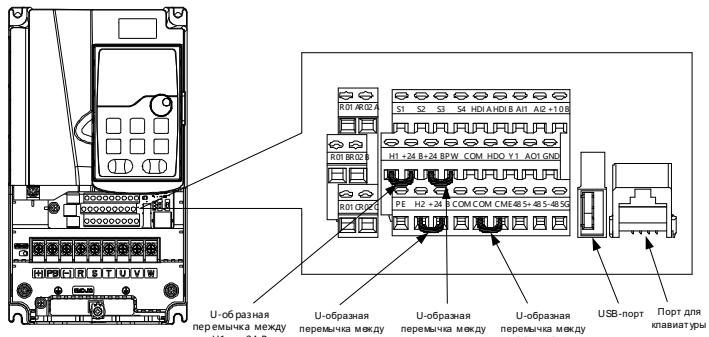 R01 A R02 A
S1 S2 S3 S4 HDI A HDI B AI1 AI2 +10 В
R01 B R02 B
H1 +24 В +24 В PW COM HDO Y1 AO1 GND
R01 C R02 C
PE H2 +24 В COM COM CME 485+ 485- 485G
(+) PB (-) R S T U V W
U-образная перемычка между
U-образная перемычка между
U-образная перемычка между
U-образная перемычка между
USB-порт
Порт для клавиатуры